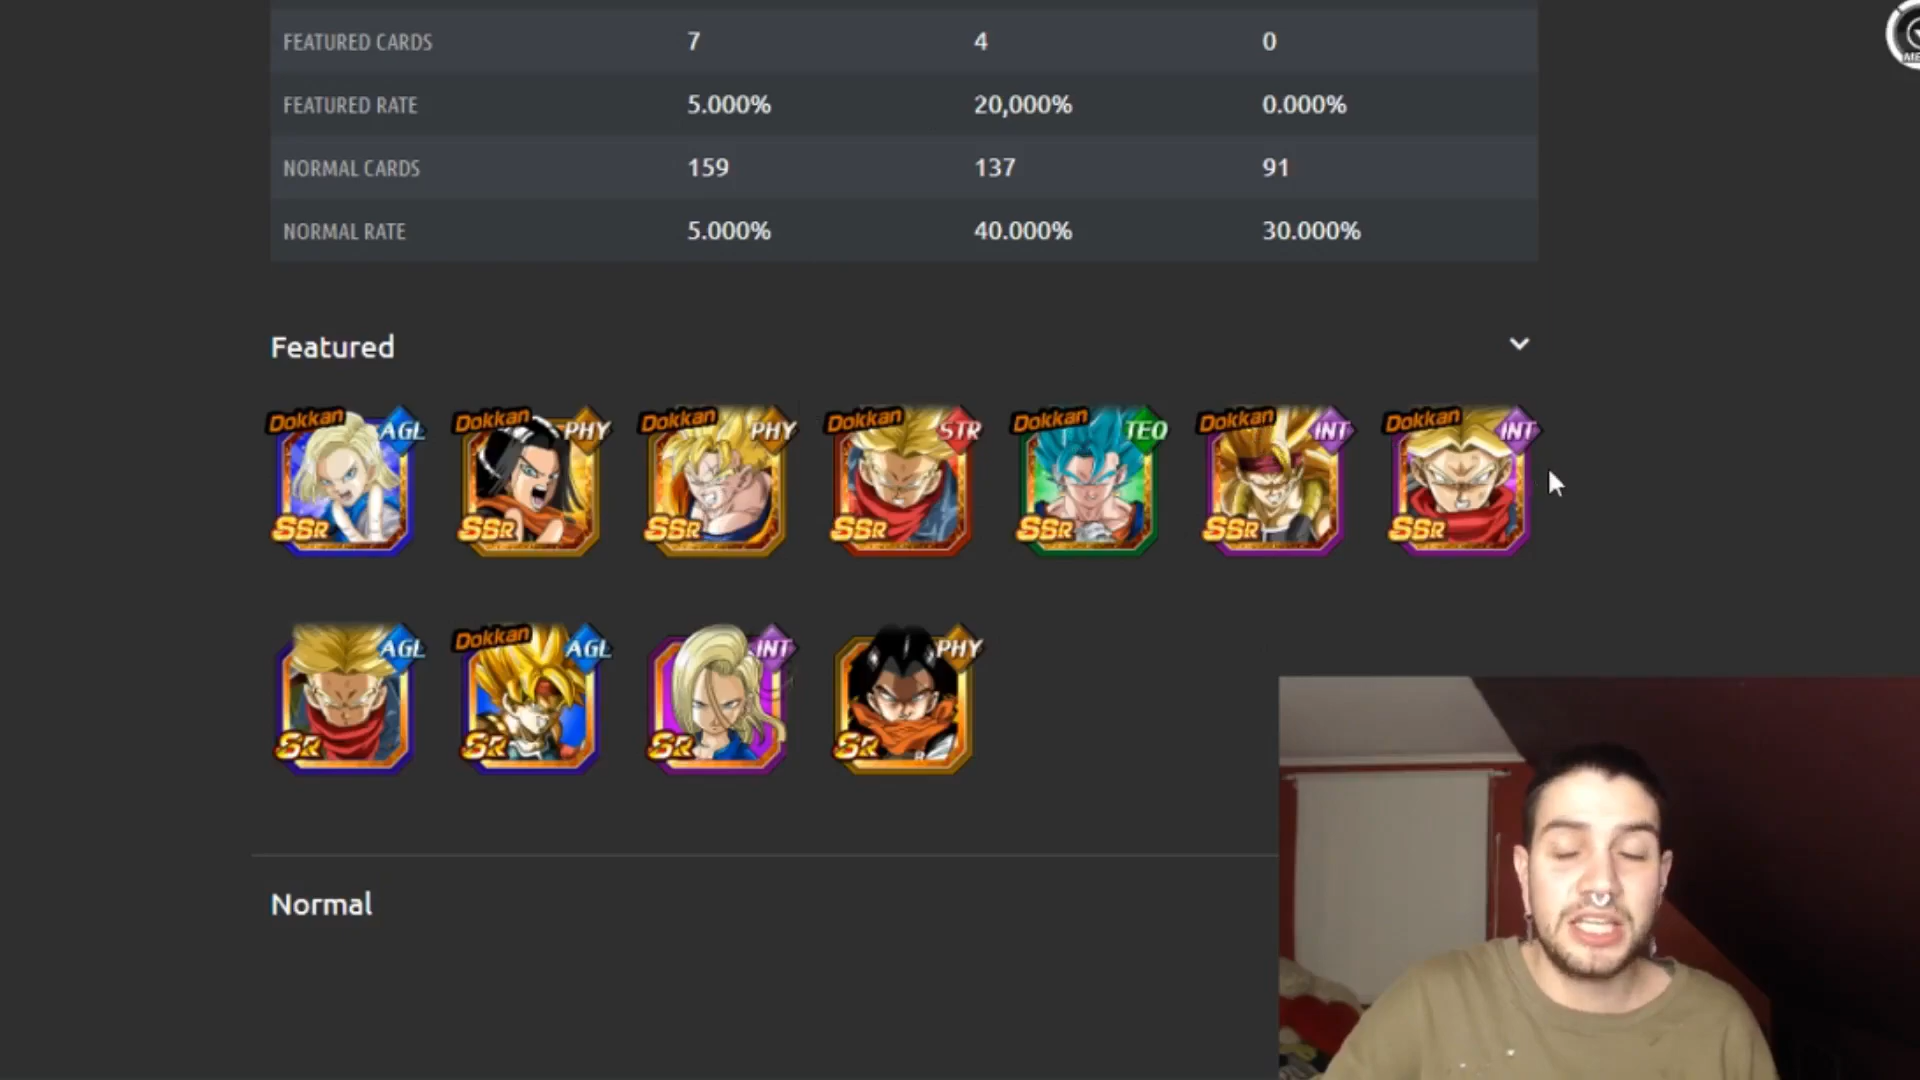 FEATURED CARDS 7 4 0
FEATURED RATE 5.000% 20,000% 0.000%
NORMAL CARDS 159 137 91
NORMAL RATE 5.000% 40.000% 30.000%
Featured
Dokkan AGL Dokkan PHY Dokkan PHY Dokkan STR Dokkan TEQ Dokkan INT Dokkan INT
SSR SSR SSR SSR SSR SSR SSR
AGL Dokkan AGL INT PHY
SR SR SR SR
Normal